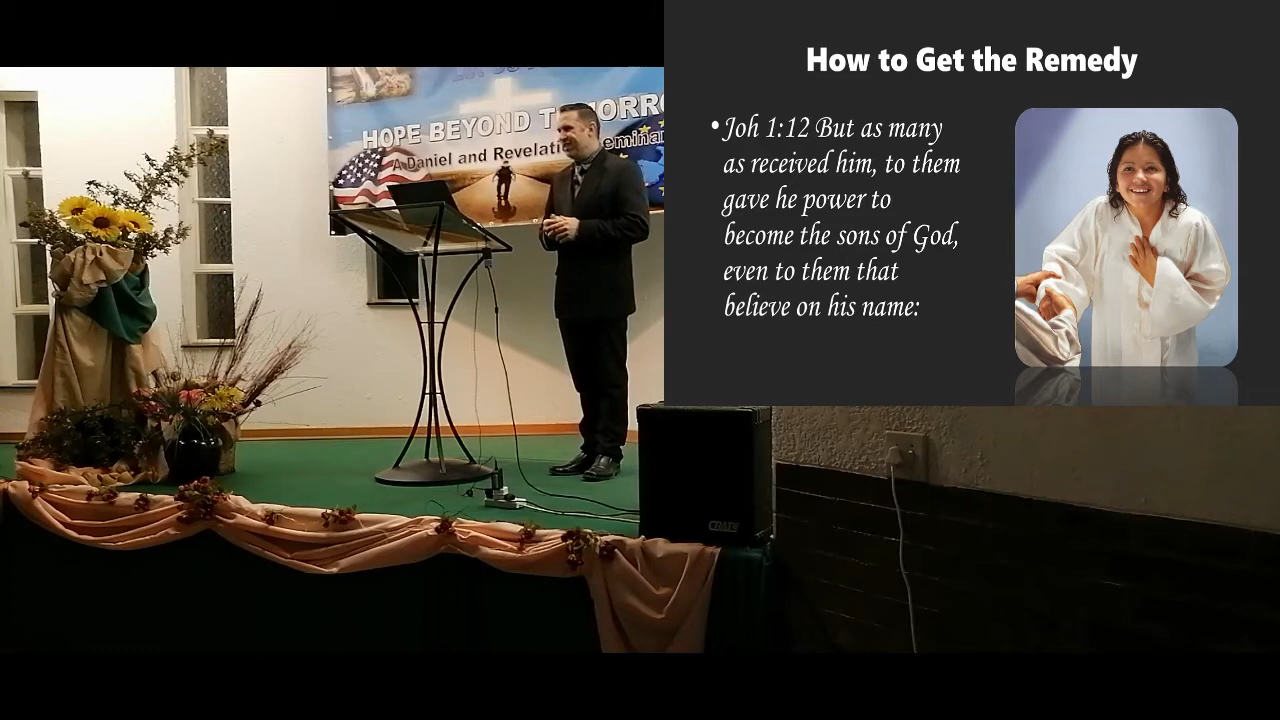 HOPE BEYOND
A Daniel and
How to Get the Remedy
•Joh 1:12 But as many
as received him, to them
gave he power to
become the sons of God,
even to them that
believe on his name:
CRATE